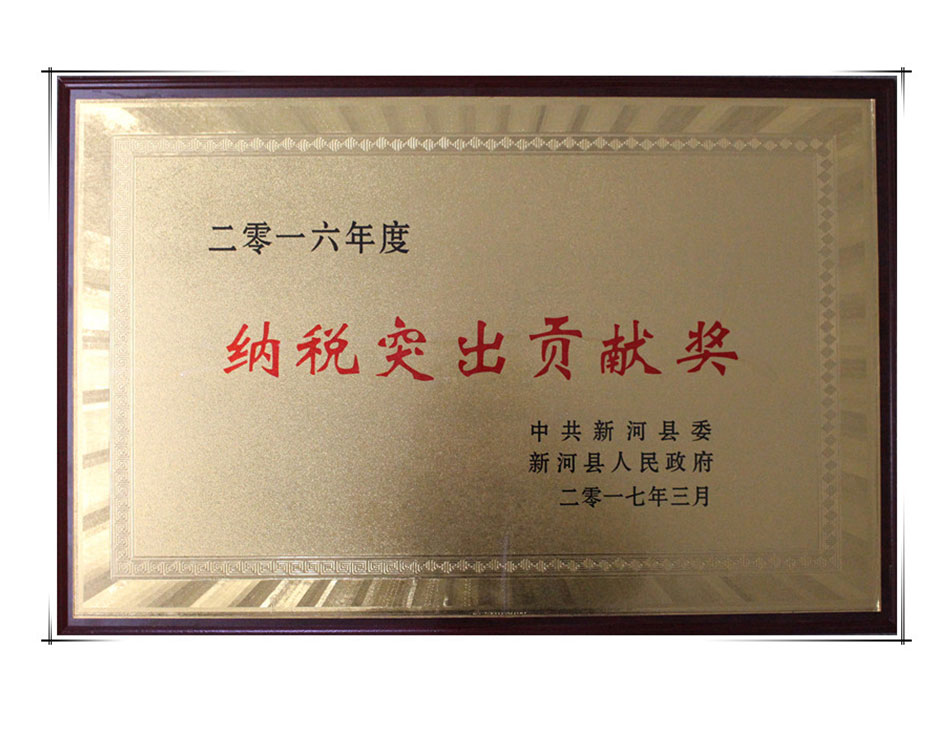 二零一六年度
纳税突出贡献奖
中共新河县委
新河县人民政府
二零一七年三月